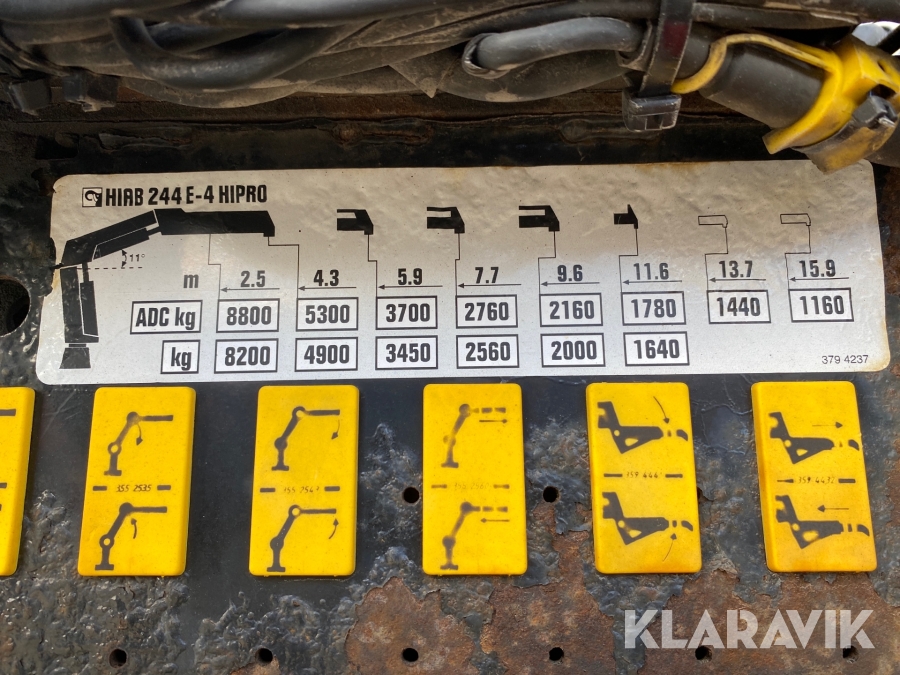 HIAB 244 E-4 HIPRO
11°
m 2.5 4.3 5.9 7.7 9.6 11.6 13.7 15.9
ADC kg 8800 5300 3700 2760 2160 1780 1440 1160
kg 8200 4900 3450 2560 2000 1640
379 4237
355 2535
KLARAVIK